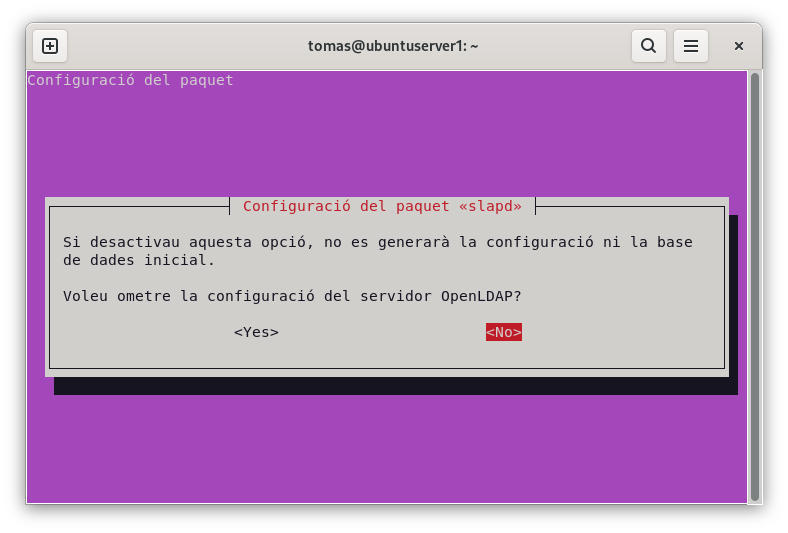 tomas@ubuntuserver1: ~
Configuració del paquet
Configuració del paquet «slapd»
Si desactivau aquesta opció, no es generarà la configuració ni la base
de dades inicial.
Voleu ometre la configuració del servidor OpenLDAP?
<Yes> <No>